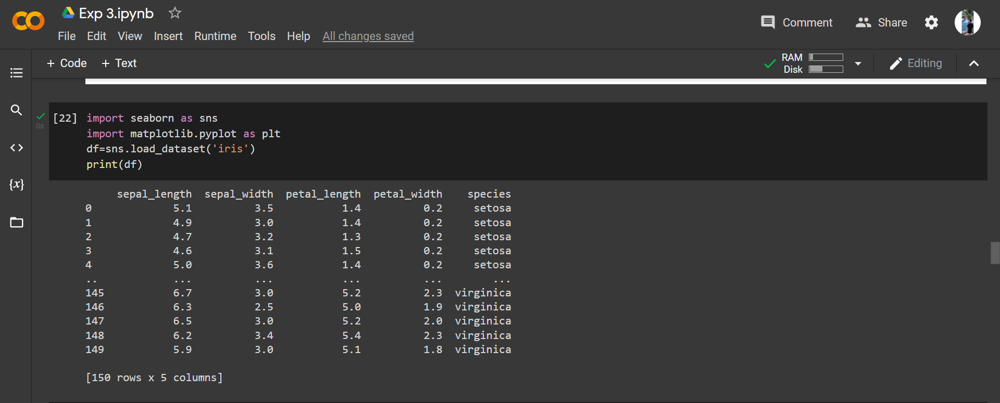 Exp 3.ipynb
File Edit View Insert Runtime Tools Help All changes saved
Comment Share
+ Code + Text
RAM
Disk
Editing
0s
[22] import seaborn as sns
import matplotlib.pyplot as plt
df=sns.load_dataset('iris')
print(df)
sepal_length sepal_width petal_length petal_width species
0 5.1 3.5 1.4 0.2 setosa
1 4.9 3.0 1.4 0.2 setosa
2 4.7 3.2 1.3 0.2 setosa
3 4.6 3.1 1.5 0.2 setosa
4 5.0 3.6 1.4 0.2 setosa
.. ... ... ... ... ...
145 6.7 3.0 5.2 2.3 virginica
146 6.3 2.5 5.0 1.9 virginica
147 6.5 3.0 5.2 2.0 virginica
148 6.2 3.4 5.4 2.3 virginica
149 5.9 3.0 5.1 1.8 virginica
[150 rows x 5 columns]